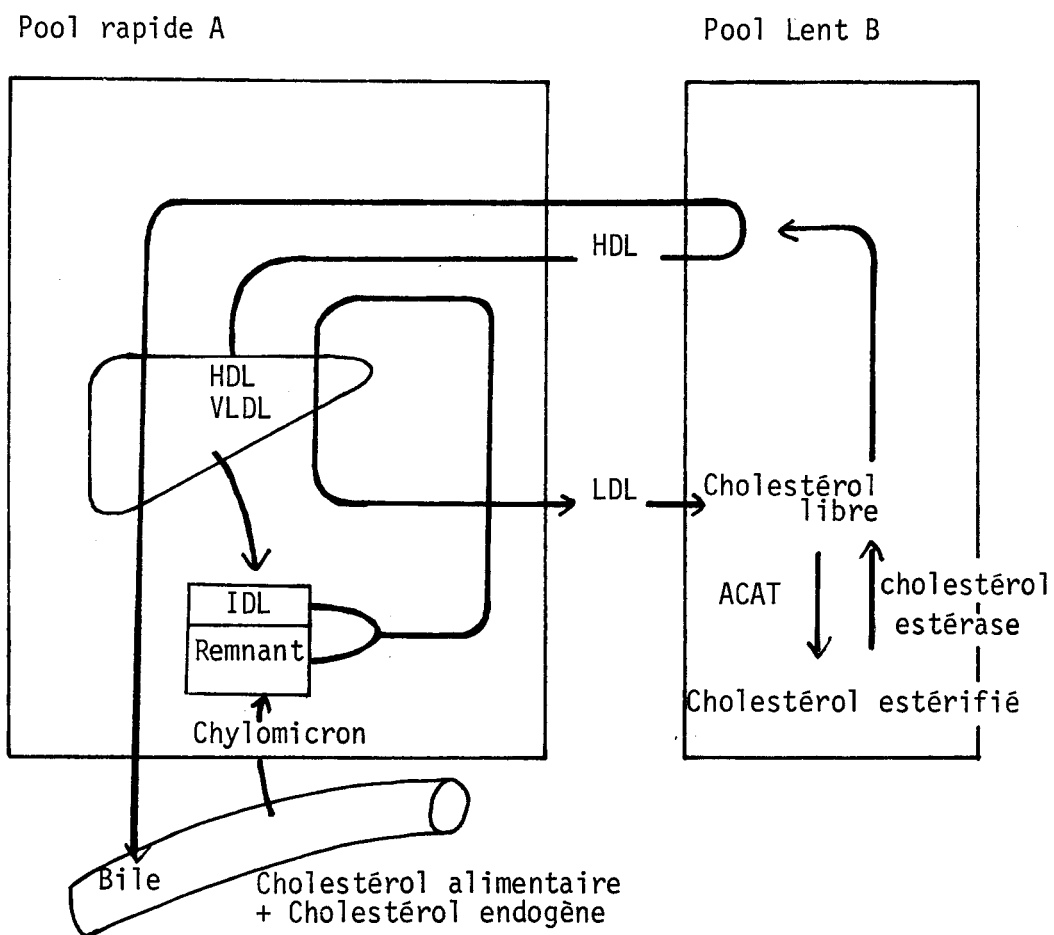 Pool rapide A
Pool Lent B
HDL
HDL
VLDL
LDL
Cholestérol
libre
IDL
Remnant
ACAT
cholestérol
estérase
Cholestérol estérifié
Chylomicron
Bile
Cholestérol alimentaire
+ Cholestérol endogène